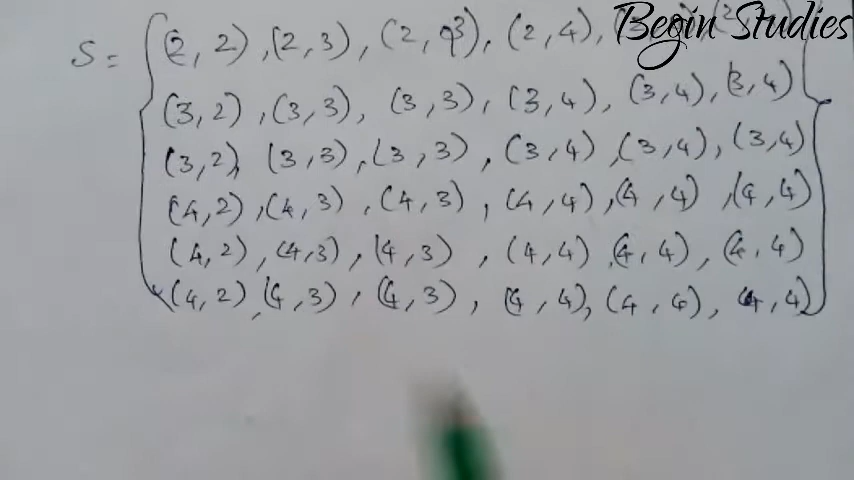 Begin Studies
S = { (2, 2), (2, 3), (2, 3), (2, 4),
(3, 2), (3, 3), (3, 3), (3, 4), (3, 4), (3, 4)
(3, 2), (3, 3), (3, 3), (3, 4), (3, 4), (3, 4)
(4, 2), (4, 3), (4, 3), (4, 4), (4, 4), (4, 4)
(4, 2), (4, 3), (4, 3), (4, 4), (4, 4), (4, 4)
(4, 2), (4, 3), (4, 3), (4, 4), (4, 4), (4, 4) }